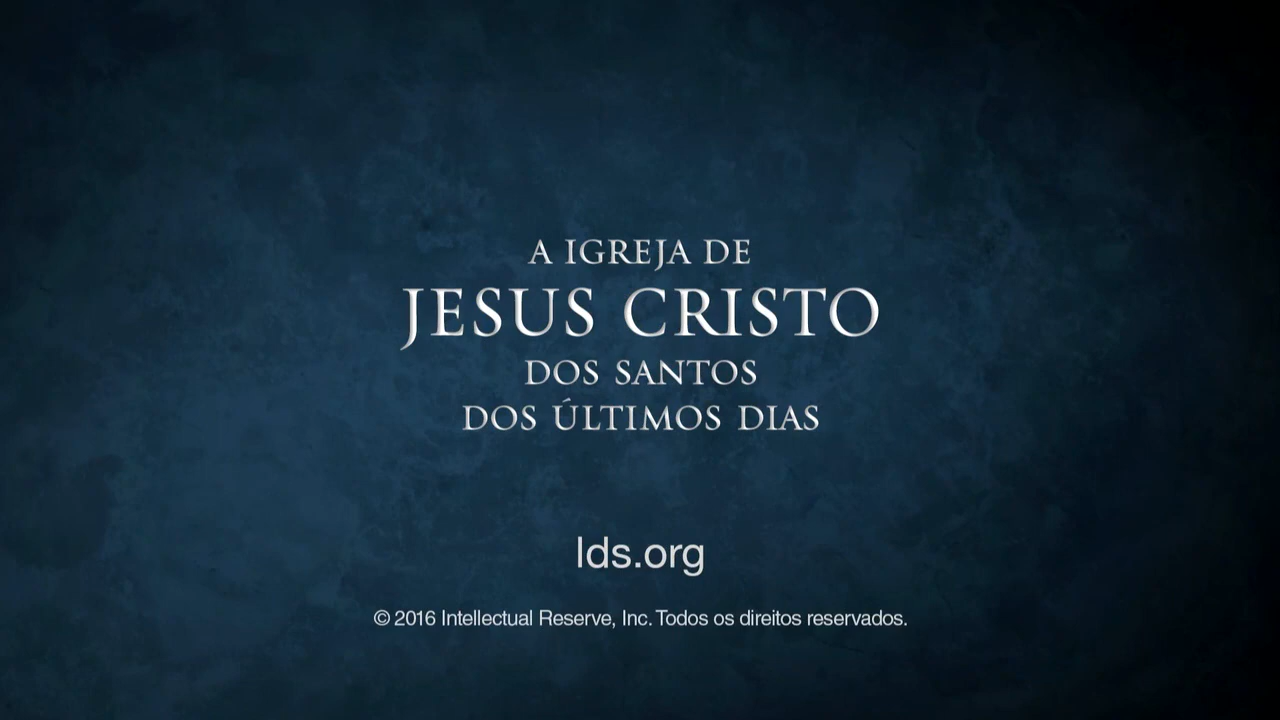 A IGREJA DE
JESUS CRISTO
DOS SANTOS
DOS ÚLTIMOS DIAS
lds.org
© 2016 Intellectual Reserve, Inc. Todos os direitos reservados.